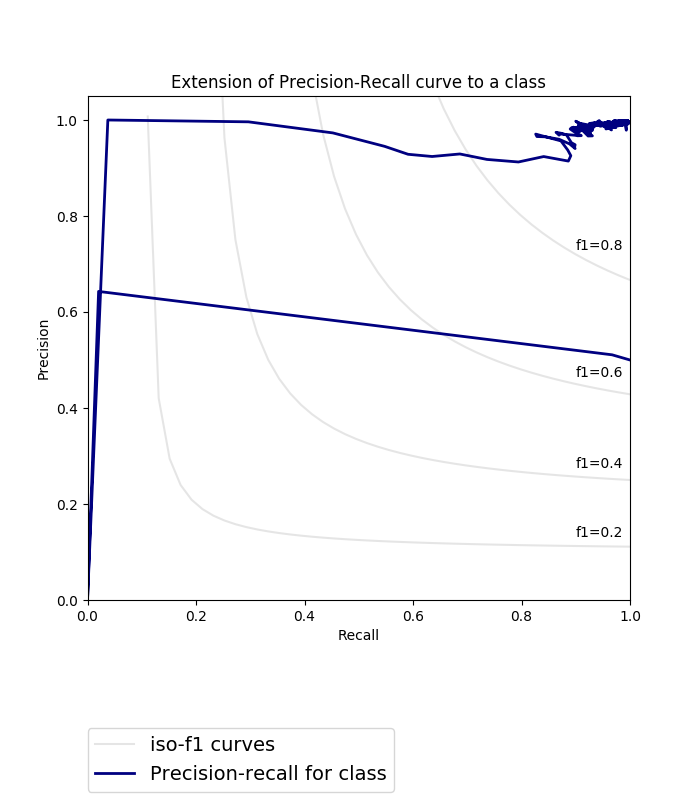 Extension of Precision-Recall curve to a class
Precision
1.0
0.8
0.6
0.4
0.2
0.0
f1=0.8
f1=0.6
f1=0.4
f1=0.2
0.0 0.2 0.4 0.6 0.8 1.0
Recall
iso-f1 curves
Precision-recall for class